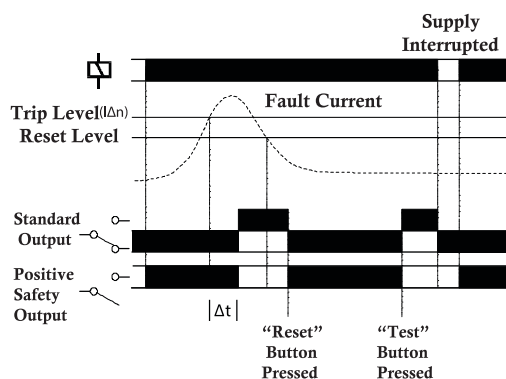 Supply
Interrupted
Fault Current
Trip Level(IΔn)
Reset Level
Standard
Output
Positive
Safety
Output
Δt
“Reset”
Button
Pressed
“Test”
Button
Pressed